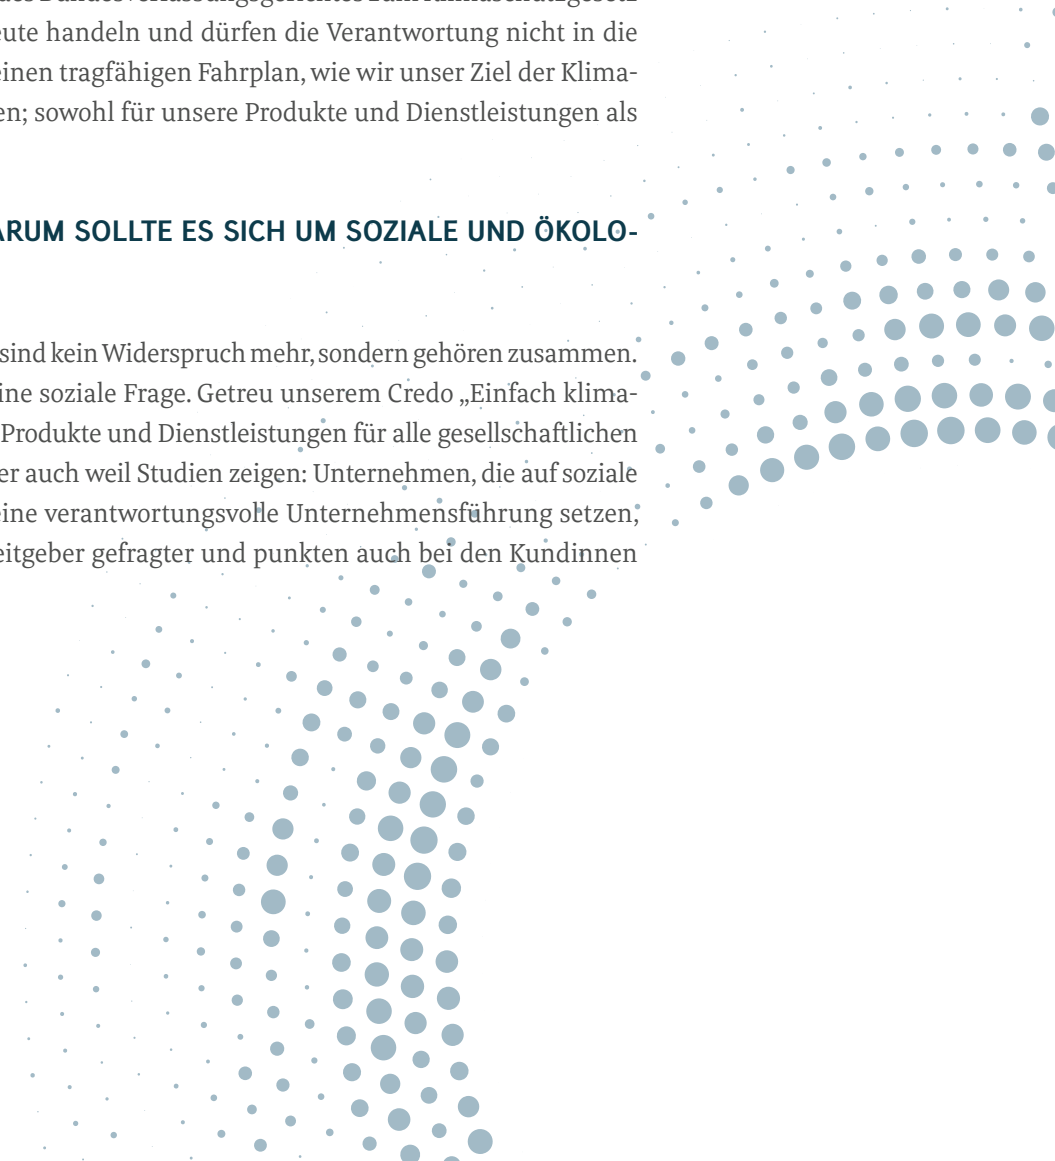 des Bundesverfassungsgerichtes zum Klimaschutzgesetz
eute handeln und dürfen die Verantwortung nicht in die
einen tragfähigen Fahrplan, wie wir unser Ziel der Klima-
en; sowohl für unsere Produkte und Dienstleistungen als
ARUM SOLLTE ES SICH UM SOZIALE UND ÖKOLO-
sind kein Widerspruch mehr, sondern gehören zusammen.
ine soziale Frage. Getreu unserem Credo „Einfach klima-
Produkte und Dienstleistungen für alle gesellschaftlichen
er auch weil Studien zeigen: Unternehmen, die auf soziale
eine verantwortungsvolle Unternehmensführung setzen,
eitgeber gefragter und punkten auch bei den Kundinnen